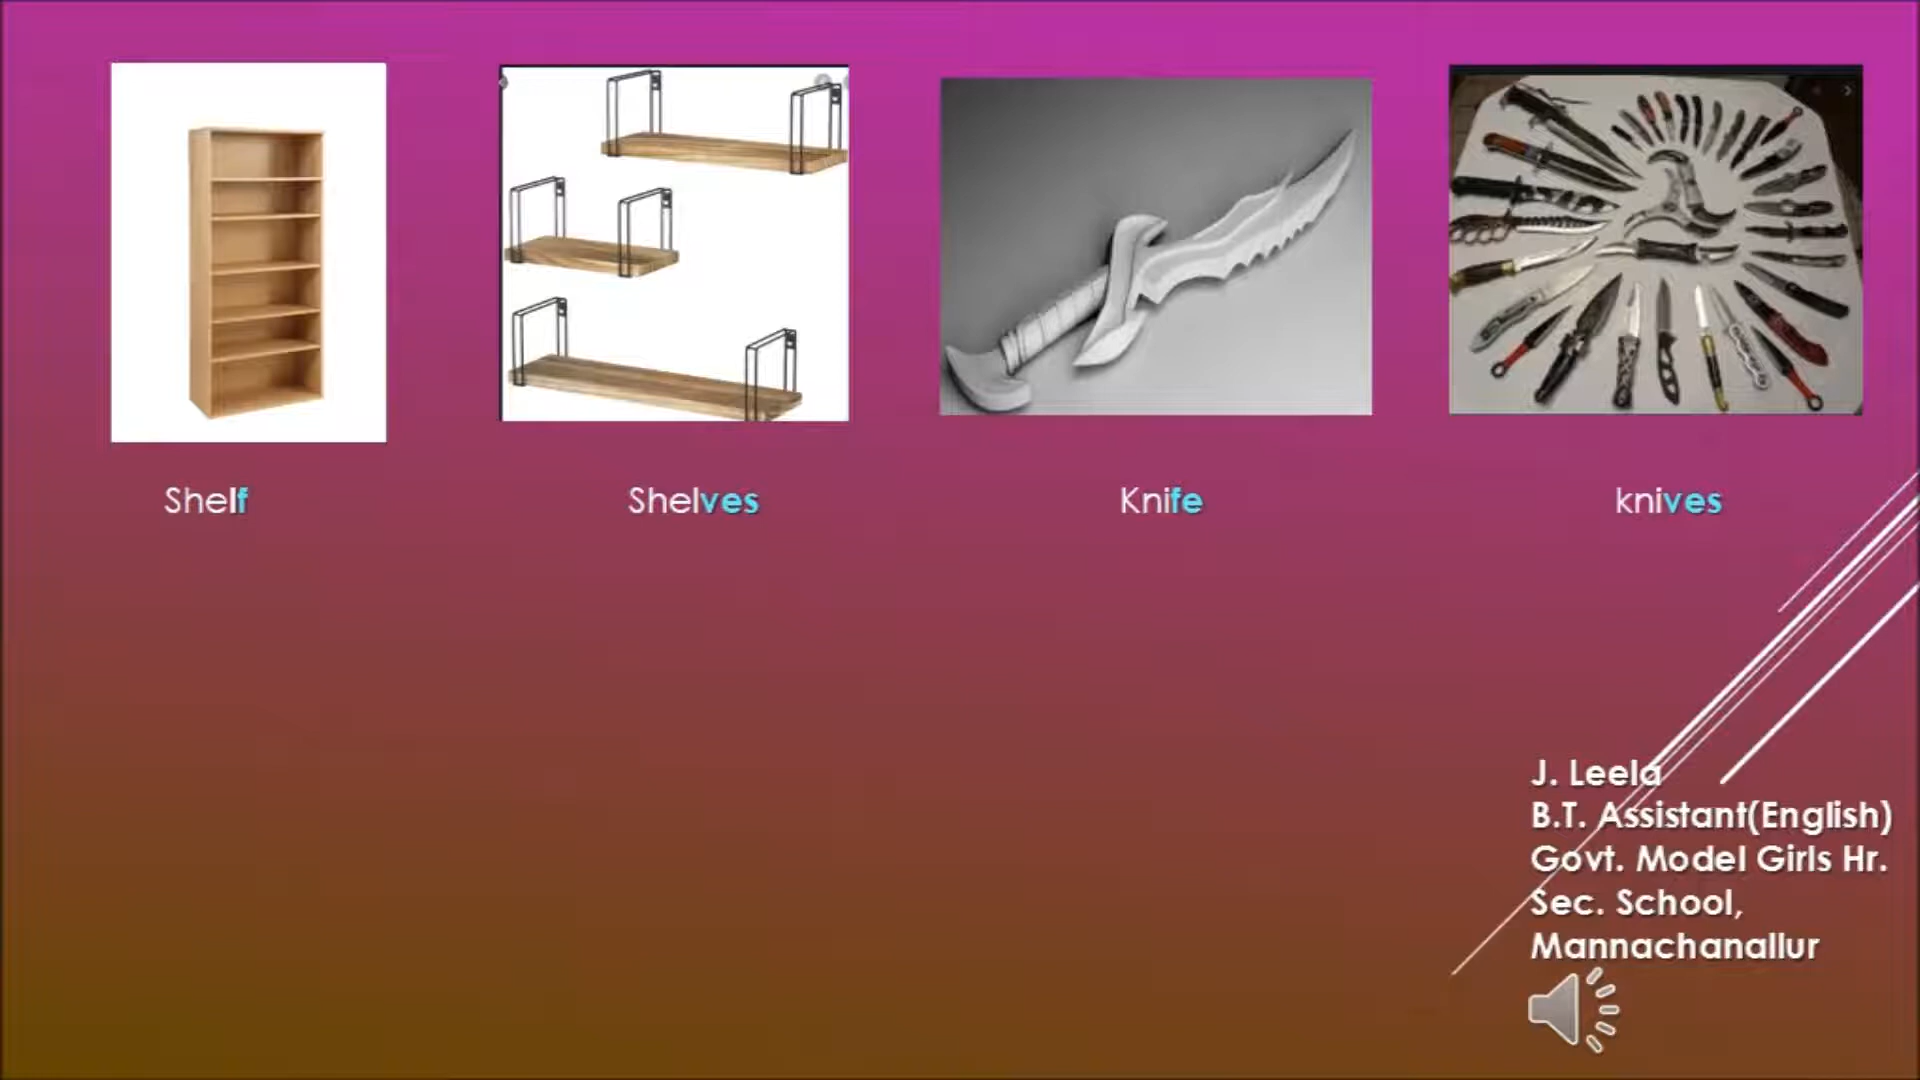 Shelf
Shelves
Knife
knives
J. Leela
B.T. Assistant(English)
Govt. Model Girls Hr.
Sec. School,
Mannachanallur